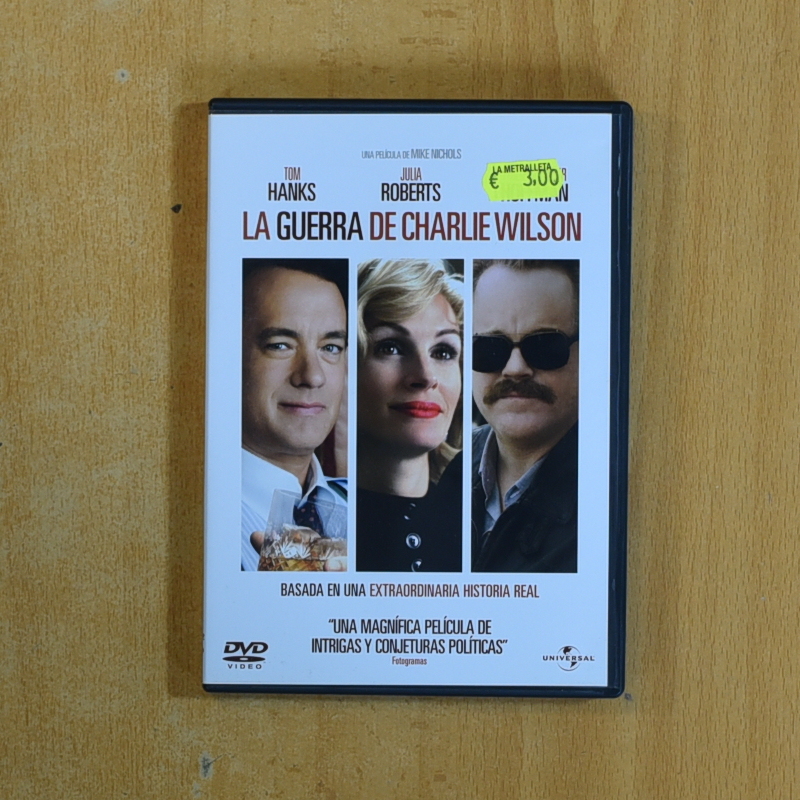 UNA PELÍCULA DE MIKE NICHOLS
TOM
HANKS
JULIA
ROBERTS
LA METRALLETA
€ 3,00
LA GUERRA DE CHARLIE WILSON
BASADA EN UNA EXTRAORDINARIA HISTORIA REAL
"UNA MAGNÍFICA PELÍCULA DE
INTRIGAS Y CONJETURAS POLÍTICAS"
Fotogramas
DVD
VIDEO
UNIVERSAL